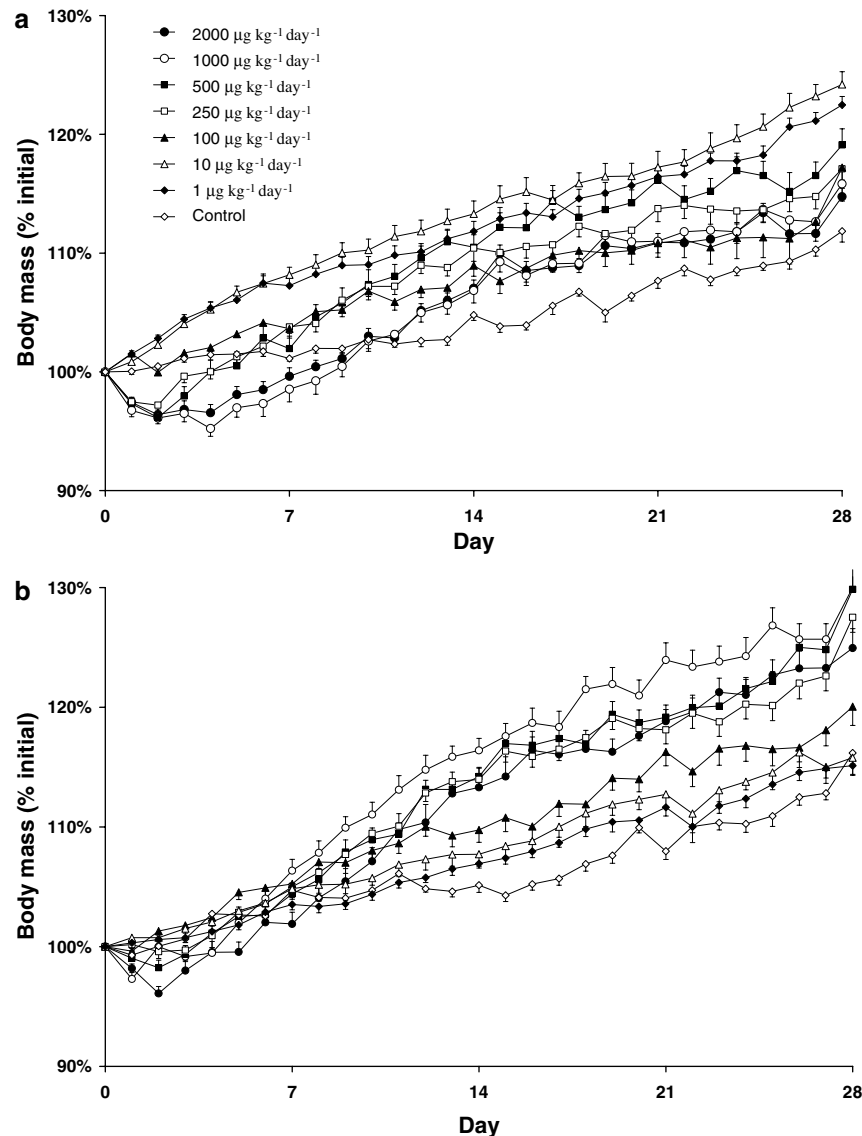 a
130%
120%
110%
100%
90%
Body mass (% initial)
2000 µg kg⁻¹ day⁻¹
1000 µg kg⁻¹ day⁻¹
500 µg kg⁻¹ day⁻¹
250 µg kg⁻¹ day⁻¹
100 µg kg⁻¹ day⁻¹
10 µg kg⁻¹ day⁻¹
1 µg kg⁻¹ day⁻¹
Control
0 7 14 21 28
Day
b
130%
120%
110%
100%
90%
Body mass (% initial)
0 7 14 21 28
Day